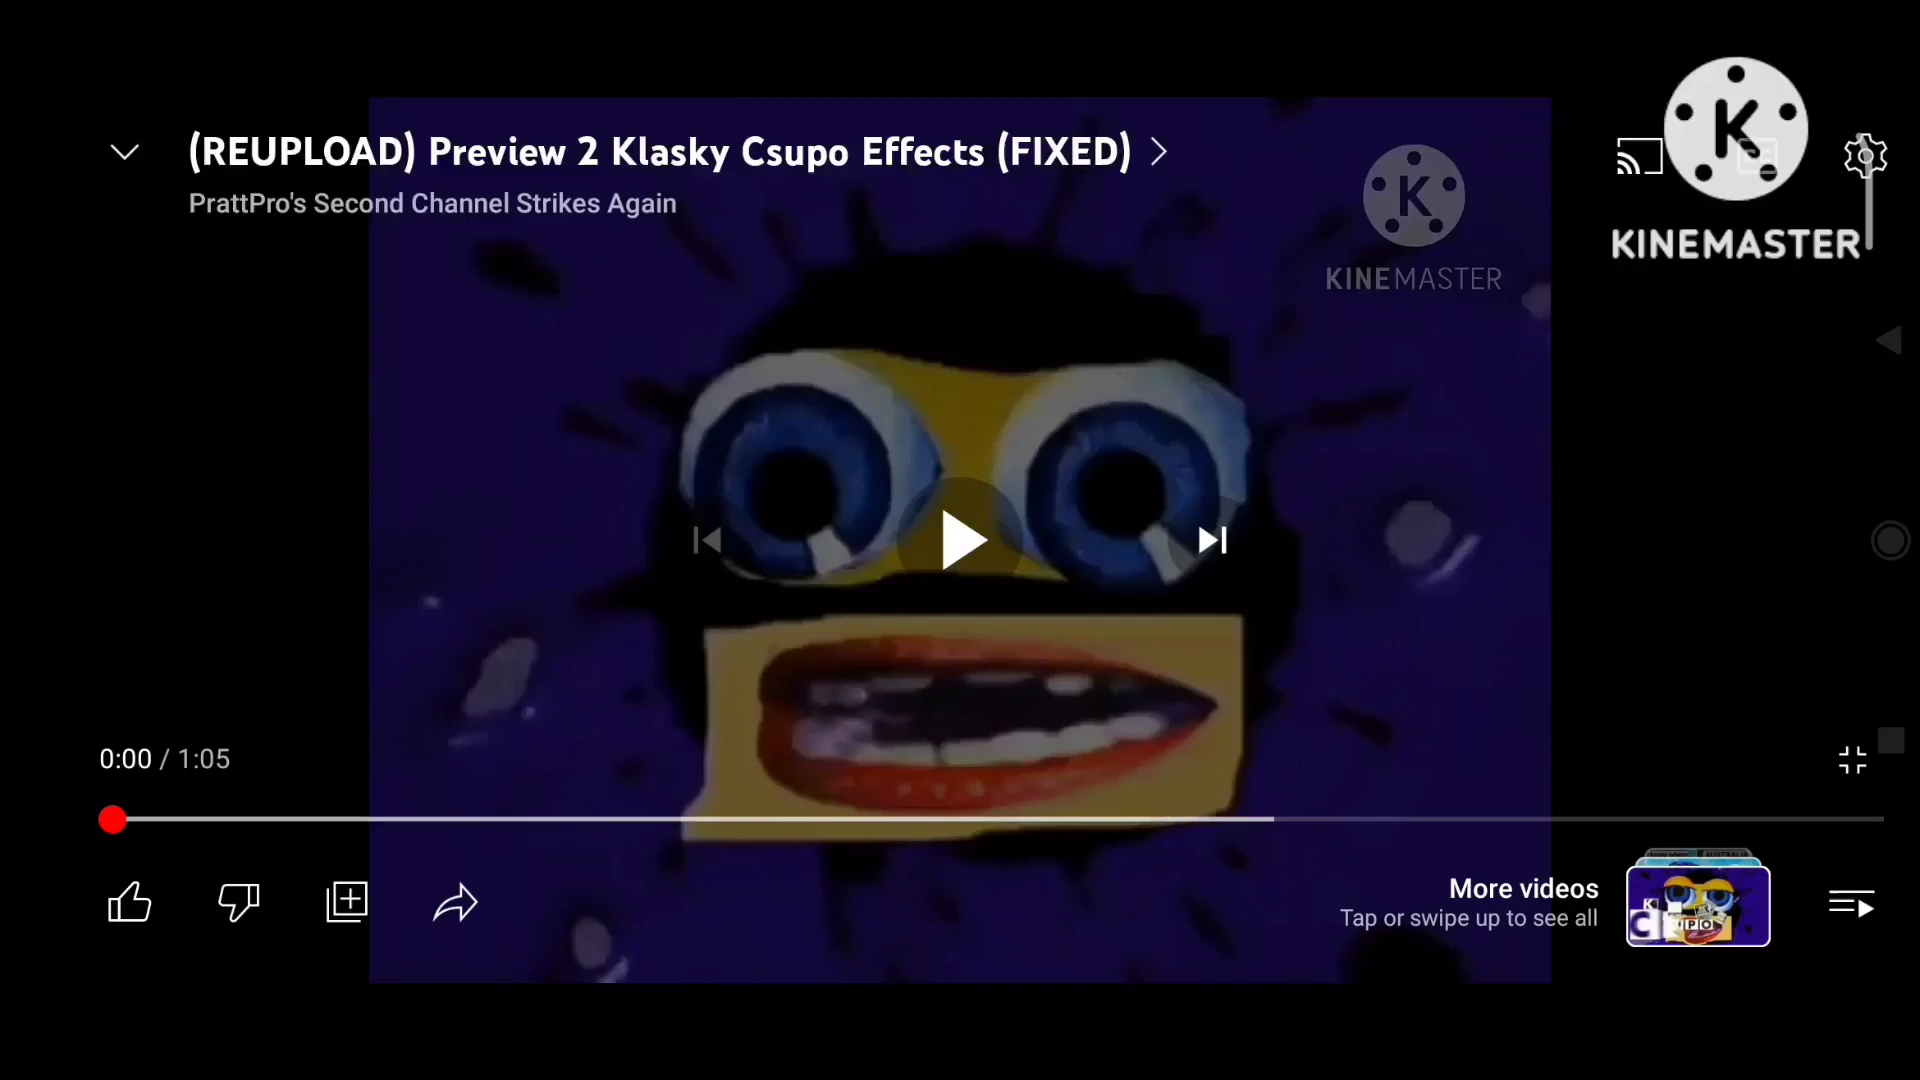 (REUPLOAD) Preview 2 Klasky Csupo Effects (FIXED)
PrattPro's Second Channel Strikes Again
K
KINEMASTER
K
KINEMASTER
0:00 / 1:05
More videos
Tap or swipe up to see all
K
C
PO